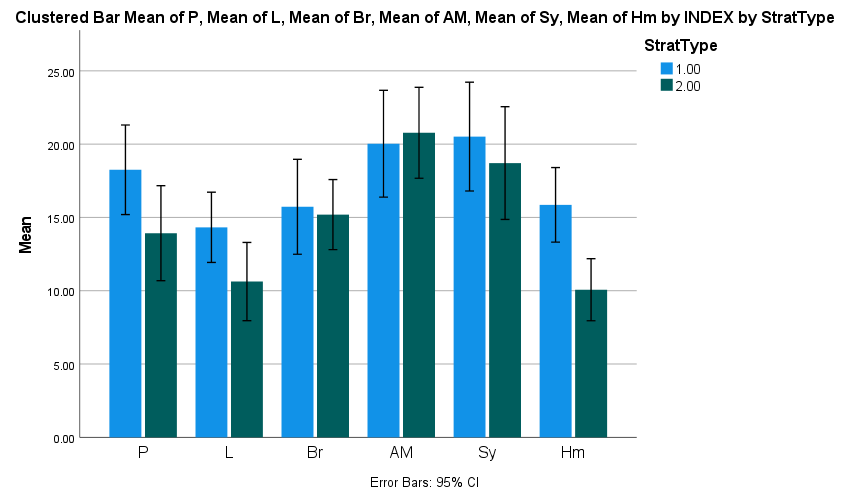 Clustered Bar Mean of P, Mean of L, Mean of Br, Mean of AM, Mean of Sy, Mean of Hm by INDEX by StratType
StratType
1.00
2.00
Mean
25.00
20.00
15.00
10.00
5.00
0.00
P L Br AM Sy Hm
Error Bars: 95% CI